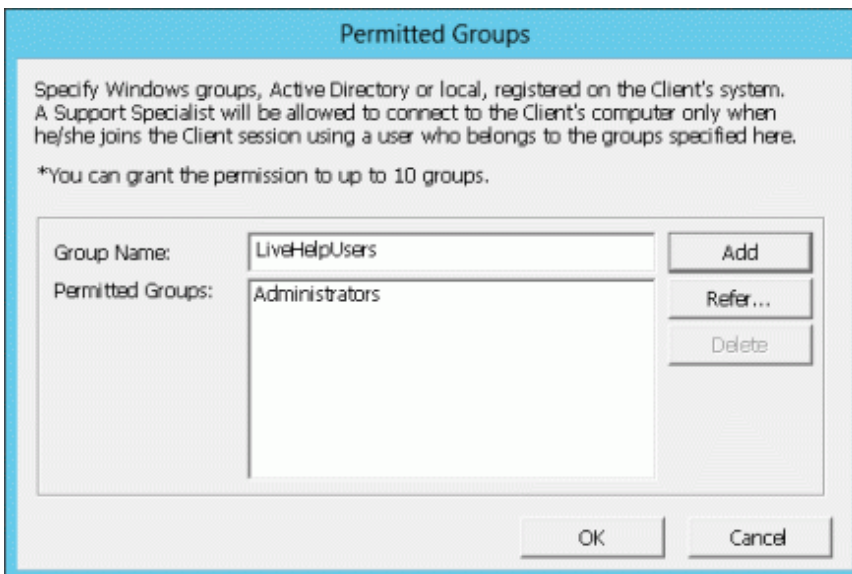 Permitted Groups
Specify Windows groups, Active Directory or local, registered on the Client's system.
A Support Specialist will be allowed to connect to the Client's computer only when
he/she joins the Client session using a user who belongs to the groups specified here.
*You can grant the permission to up to 10 groups.
Group Name:
LiveHelpUsers
Add
Permitted Groups:
Administrators
Refer...
Delete
OK
Cancel